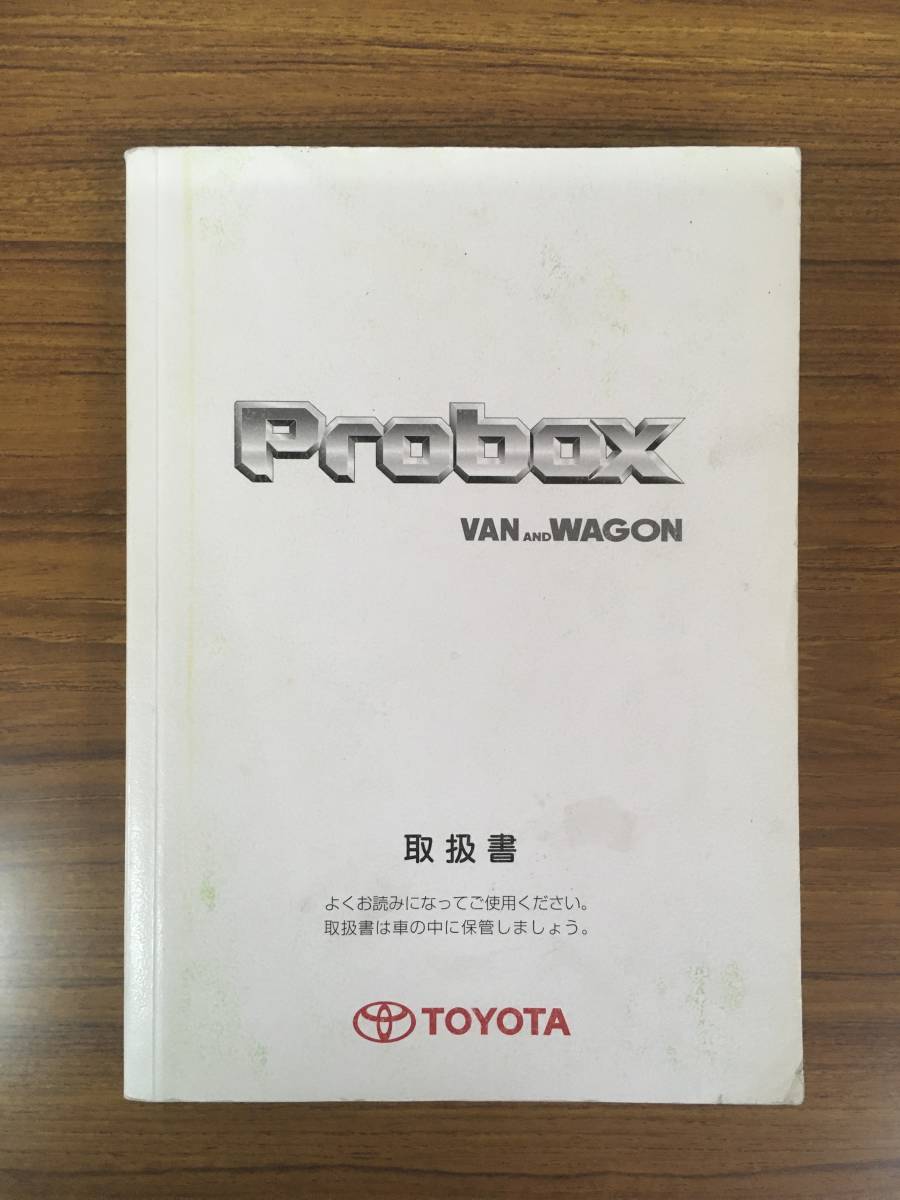 Probox
VAN AND WAGON
取扱書
よくお読みになってご使用ください。
取扱書は車の中に保管しましょう。
TOYOTA